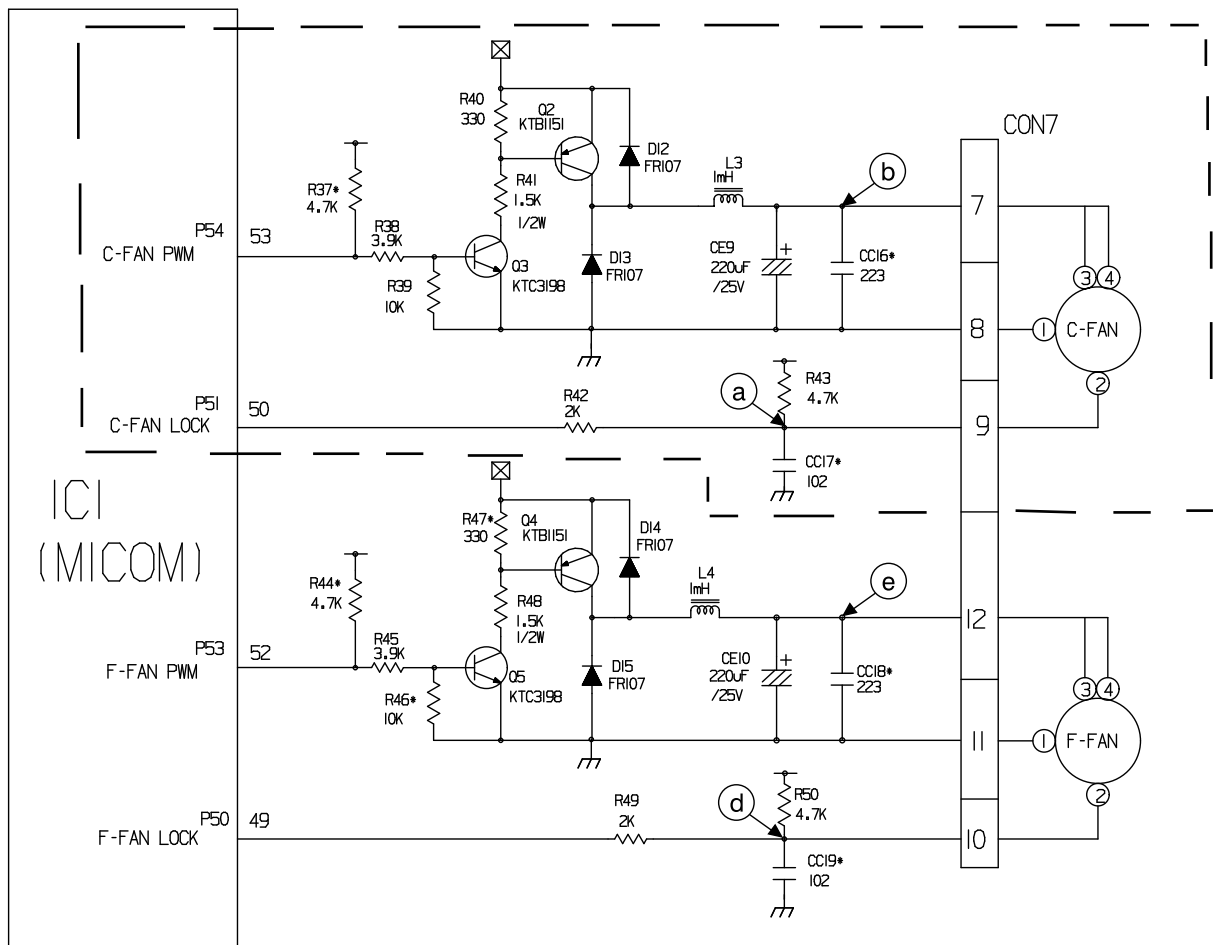 CON7
R40
330
Q2
KTB1151
D12
FR107
L3
1mH
b
R37*
4.7K
R41
1.5K
1/2W
7
P54
53
C-FAN PWM
R38
3.9K
Q3
KTC3198
D13
FR107
CE9
220uF
/25V
+
CC16*
223
3
4
R39
10K
8
1
C-FAN
2
P51
50
C-FAN LOCK
R42
2K
a
R43
4.7K
9
CC17*
102
IC1
(MICOM)
R47*
330
Q4
KTB1151
D14
FR107
L4
1mH
e
R44*
4.7K
R48
1.5K
1/2W
12
P53
52
F-FAN PWM
R45
3.9K
Q5
KTC3198
D15
FR107
CE10
220uF
/25V
+
CC18*
223
3
4
R46*
10K
11
1
F-FAN
2
P50
49
F-FAN LOCK
R49
2K
d
R50
4.7K
10
CC19*
102